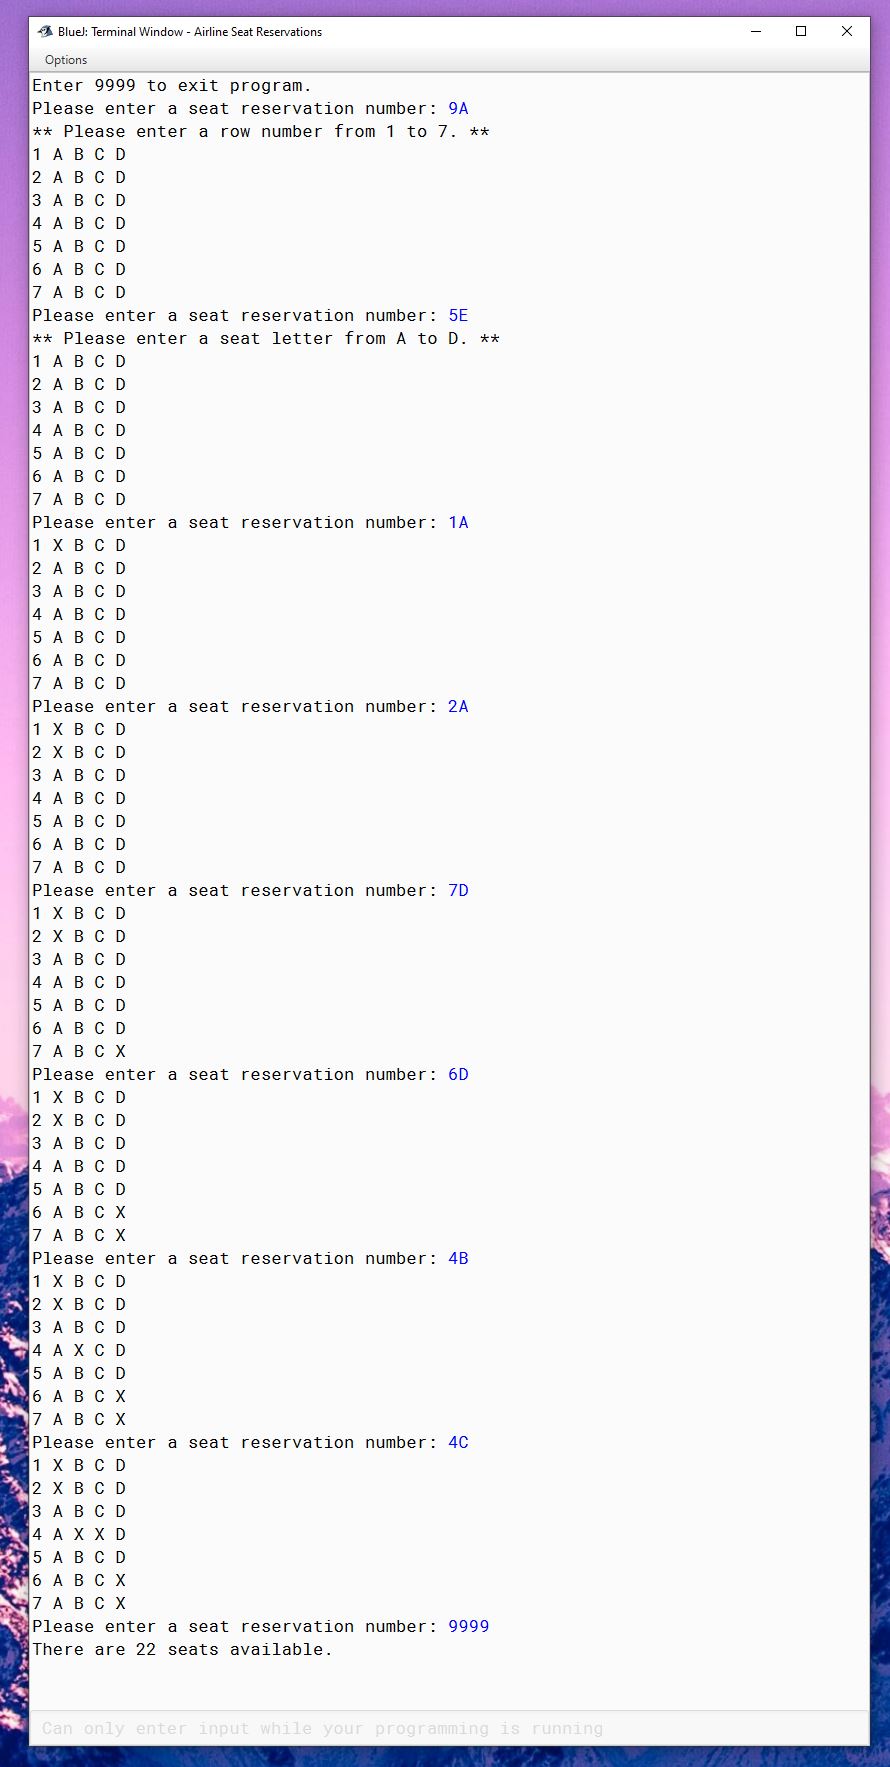 BlueJ: Terminal Window - Airline Seat Reservations
Options
Enter 9999 to exit program.
Please enter a seat reservation number: 9A
** Please enter a row number from 1 to 7. **
1 A B C D
2 A B C D
3 A B C D
4 A B C D
5 A B C D
6 A B C D
7 A B C D
Please enter a seat reservation number: 5E
** Please enter a seat letter from A to D. **
1 A B C D
2 A B C D
3 A B C D
4 A B C D
5 A B C D
6 A B C D
7 A B C D
Please enter a seat reservation number: 1A
1 X B C D
2 A B C D
3 A B C D
4 A B C D
5 A B C D
6 A B C D
7 A B C D
Please enter a seat reservation number: 2A
1 X B C D
2 X B C D
3 A B C D
4 A B C D
5 A B C D
6 A B C D
7 A B C D
Please enter a seat reservation number: 7D
1 X B C D
2 X B C D
3 A B C D
4 A B C D
5 A B C D
6 A B C D
7 A B C X
Please enter a seat reservation number: 6D
1 X B C D
2 X B C D
3 A B C D
4 A B C D
5 A B C D
6 A B C X
7 A B C X
Please enter a seat reservation number: 4B
1 X B C D
2 X B C D
3 A B C D
4 A X C D
5 A B C D
6 A B C X
7 A B C X
Please enter a seat reservation number: 4C
1 X B C D
2 X B C D
3 A B C D
4 A X X D
5 A B C D
6 A B C X
7 A B C X
Please enter a seat reservation number: 9999
There are 22 seats available.
Can only enter input while your programming is running